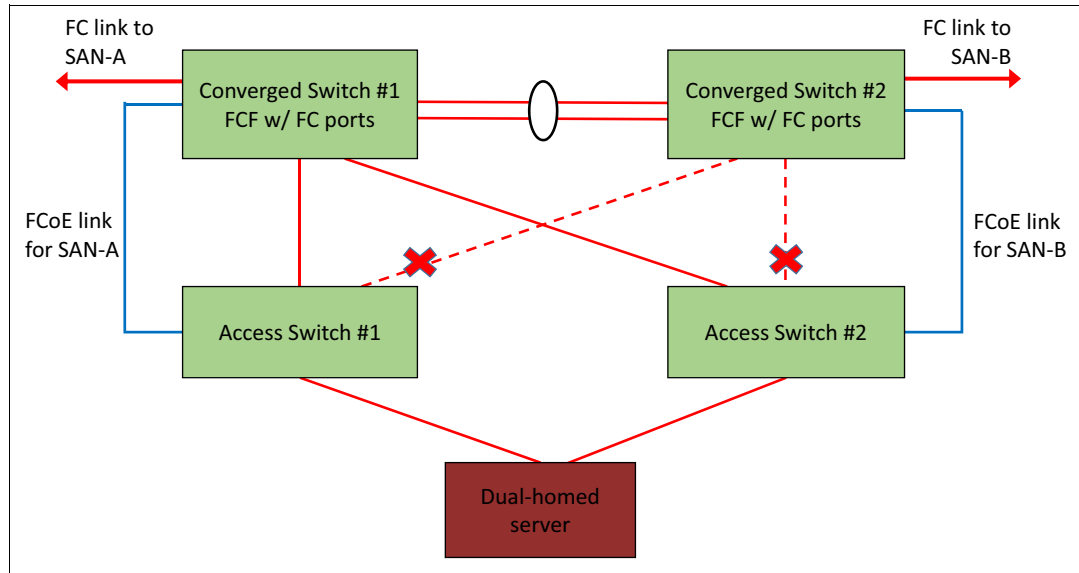 FC link to
SAN-A
FC link to
SAN-B
Converged Switch #1
FCF w/ FC ports
Converged Switch #2
FCF w/ FC ports
FCoE link
for SAN-A
FCoE link
for SAN-B
Access Switch #1
Access Switch #2
Dual-homed
server